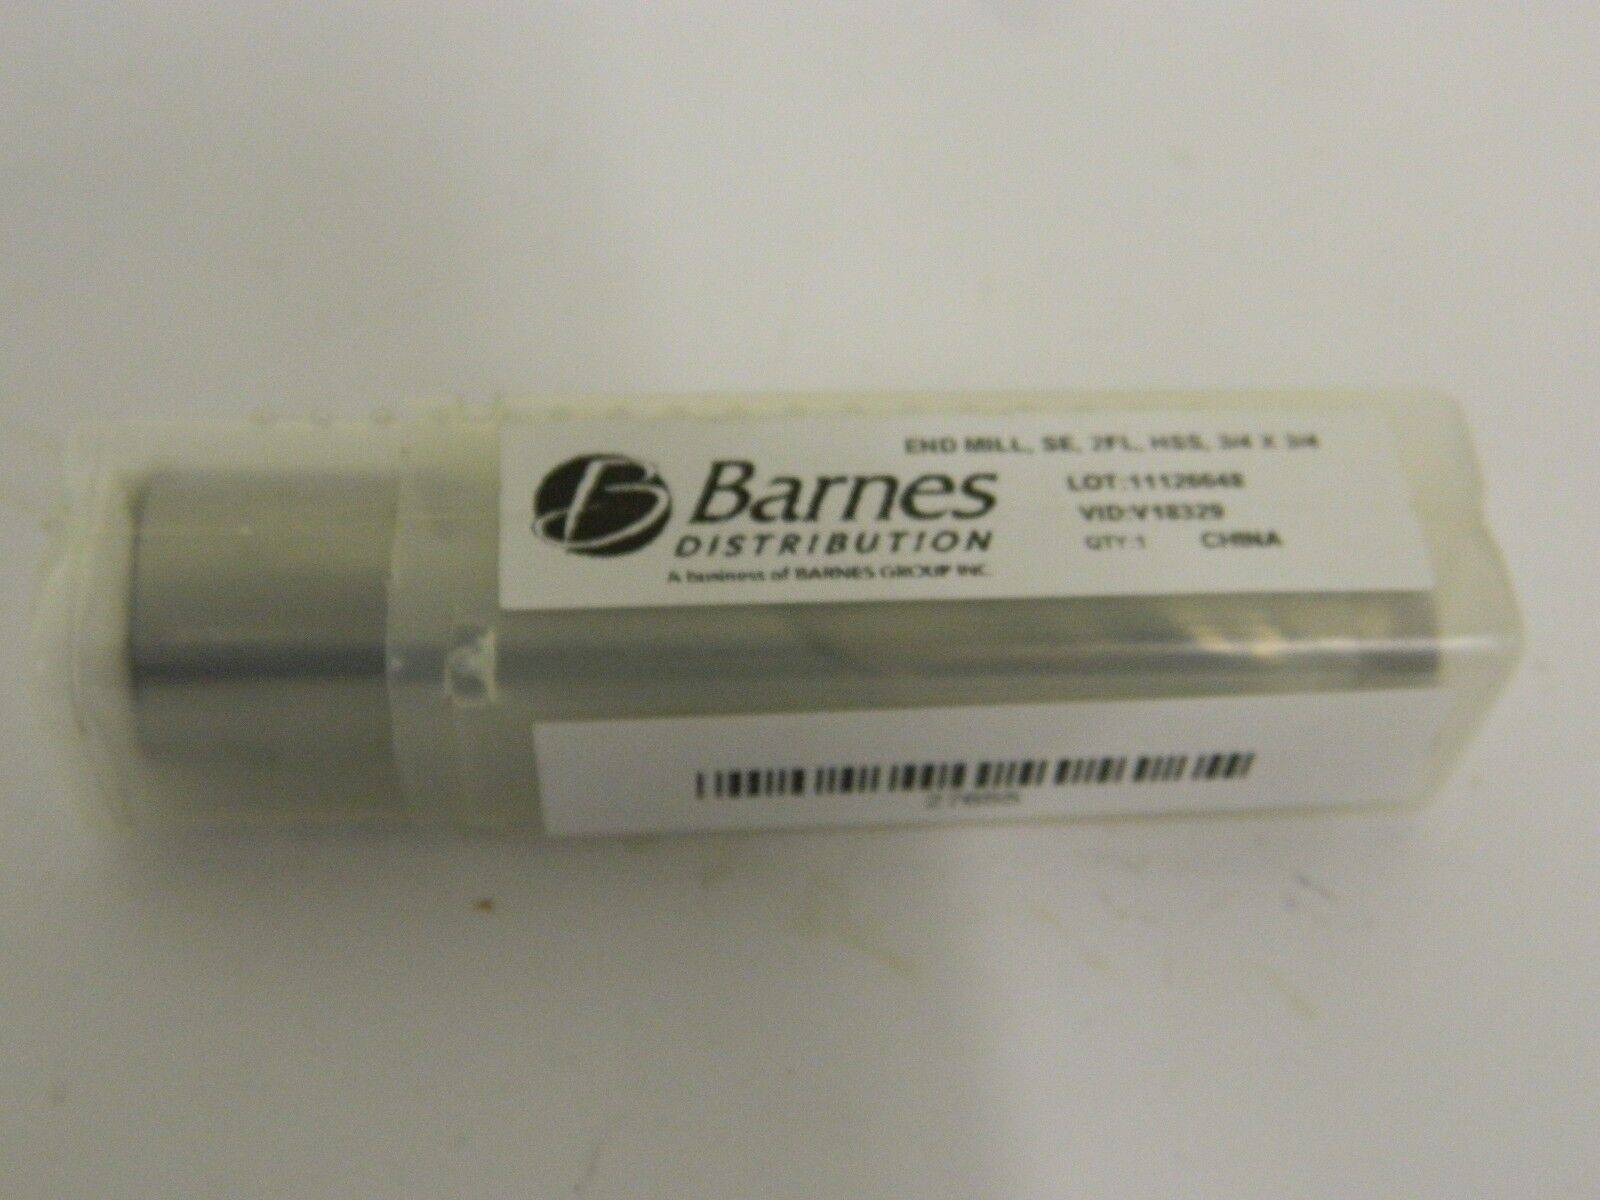 END MILL, SE, 2FL, HSS, 3/4 X 3/4
B Barnes
DISTRIBUTION
A business of BARNES GROUP INC.
LOT:11126648
VID:V18329
QTY:1 CHINA